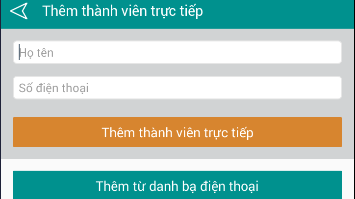 Thêm thành viên trực tiếp
Họ tên
Số điện thoại
Thêm thành viên trực tiếp
Thêm từ danh bạ điện thoại